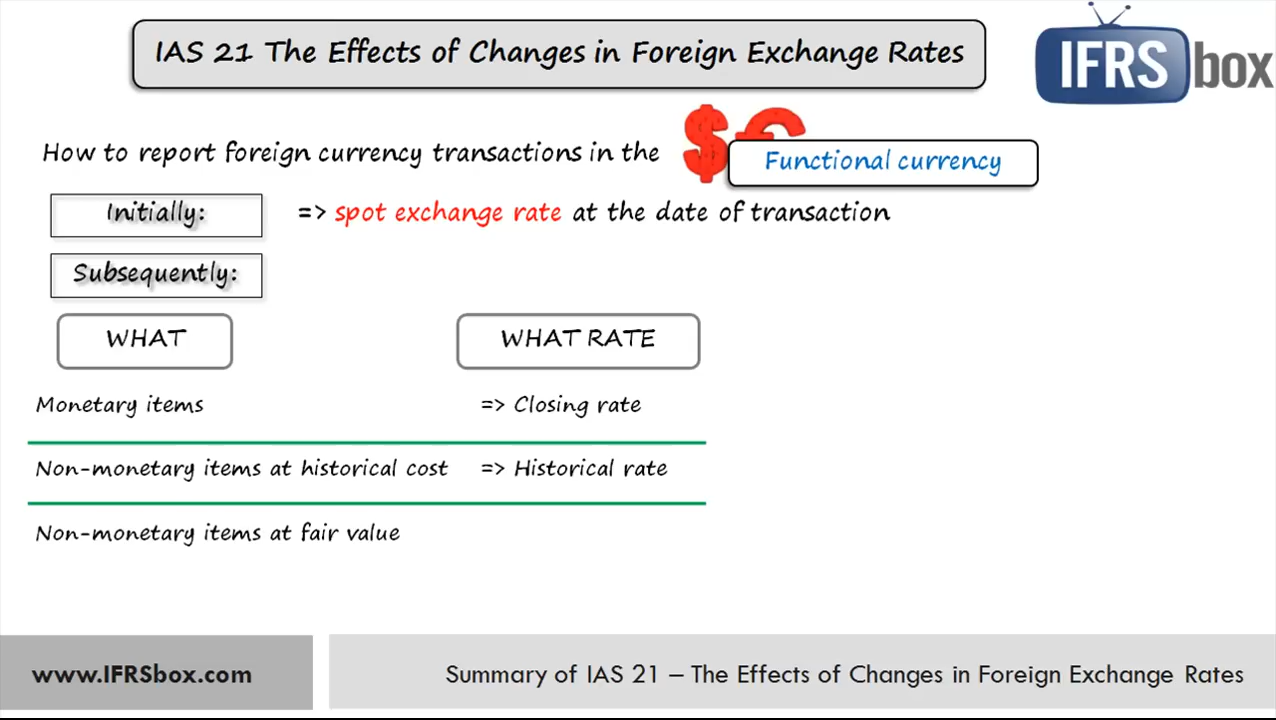 IAS 21 The Effects of Changes in Foreign Exchange Rates
IFRS box
How to report foreign currency transactions in the
Functional currency
Initially: => spot exchange rate at the date of transaction
Subsequently:
WHAT WHAT RATE
Monetary items => Closing rate
Non-monetary items at historical cost => Historical rate
Non-monetary items at fair value
www.IFRSbox.com
Summary of IAS 21 – The Effects of Changes in Foreign Exchange Rates